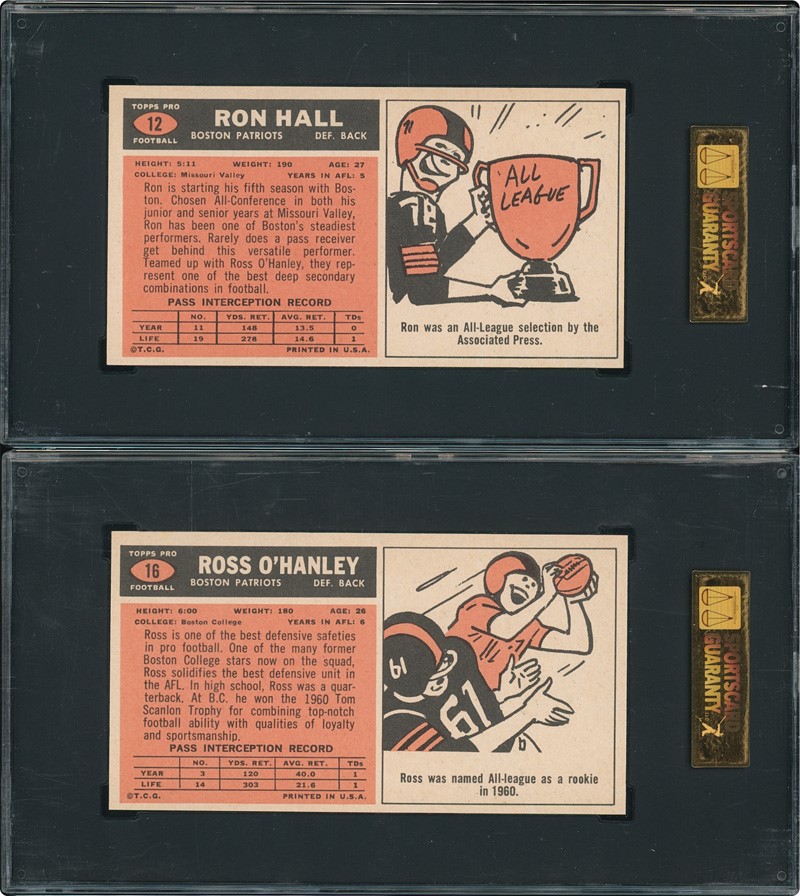 TOPPS PRO
12
FOOTBALL
RON HALL
BOSTON PATRIOTS DEF. BACK
HEIGHT: 5:11 WEIGHT: 190 AGE: 27
COLLEGE: Missouri Valley YEARS IN AFL: 5
Ron is starting his fifth season with Bos-
ton. Chosen All-Conference in both his
junior and senior years at Missouri Valley,
Ron has been one of Boston's steadiest
performers. Rarely does a pass receiver
get behind this versatile performer.
Teamed up with Ross O'Hanley, they rep-
resent one of the best deep secondary
combinations in football.
PASS INTERCEPTION RECORD
NO. YDS. RET. AVG. RET. TDs
YEAR 11 148 13.5 0
LIFE 19 278 14.6 1
©T.C.G. PRINTED IN U.S.A.
ALL
LEAGUE
Ron was an All-League selection by the
Associated Press.
SPORTSCARD
GUARANTY
TOPPS PRO
16
FOOTBALL
ROSS O'HANLEY
BOSTON PATRIOTS DEF. BACK
HEIGHT: 6:00 WEIGHT: 180 AGE: 26
COLLEGE: Boston College YEARS IN AFL: 6
Ross is one of the best defensive safeties
in pro football. One of the many former
Boston College stars now on the squad,
Ross solidifies the best defensive unit in
the AFL. In high school, Ross was a quar-
terback. At B.C. he won the 1960 Tom
Scanlon Trophy for combining top-notch
football ability with qualities of loyalty
and sportsmanship.
PASS INTERCEPTION RECORD
NO. YDS. RET. AVG. RET. TDs
YEAR 3 120 40.0 1
LIFE 14 303 21.6 1
©T.C.G. PRINTED IN U.S.A.
61
61
Ross was named All-league as a rookie
in 1960.
SPORTSCARD
GUARANTY